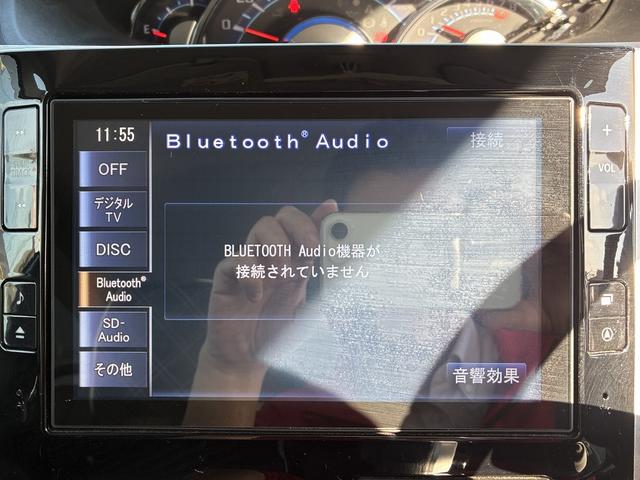 E
11:55
Bluetooth® Audio
接続
OFF
デジタル
TV
DISC
Bluetooth®
Audio
SD-
Audio
その他
BLUETOOTH Audio機器が
接続されていません
音響効果
+
VOL